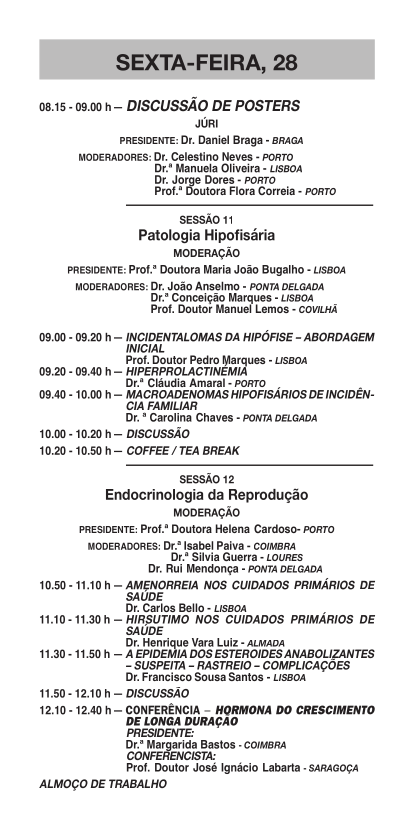 SEXTA-FEIRA, 28
08.15 - 09.00 h — DISCUSSÃO DE POSTERS
JÚRI
PRESIDENTE: Dr. Daniel Braga - BRAGA
MODERADORES: Dr. Celestino Neves - PORTO
Dr.ª Manuela Oliveira - LISBOA
Dr. Jorge Dores - PORTO
Prof.ª Doutora Flora Correia - PORTO
SESSÃO 11
Patologia Hipofisária
MODERAÇÃO
PRESIDENTE: Prof.ª Doutora Maria João Bugalho - LISBOA
MODERADORES: Dr. João Anselmo - PONTA DELGADA
Dr.ª Conceição Marques - LISBOA
Prof. Doutor Manuel Lemos - COVILHÃ
09.00 - 09.20 h — INCIDENTALOMAS DA HIPÓFISE – ABORDAGEM
INICIAL
Prof. Doutor Pedro Marques - LISBOA
09.20 - 09.40 h — HIPERPROLACTINÉMIA
Dr.ª Cláudia Amaral - PORTO
09.40 - 10.00 h — MACROADENOMAS HIPOFISÁRIOS DE INCIDÊN-
CIA FAMILIAR
Dr. ª Carolina Chaves - PONTA DELGADA
10.00 - 10.20 h — DISCUSSÃO
10.20 - 10.50 h — COFFEE / TEA BREAK
SESSÃO 12
Endocrinologia da Reprodução
MODERAÇÃO
PRESIDENTE: Prof.ª Doutora Helena Cardoso- PORTO
MODERADORES: Dr.ª Isabel Paiva - COIMBRA
Dr.ª Silvia Guerra - LOURES
Dr. Rui Mendonça - PONTA DELGADA
10.50 - 11.10 h — AMENORREIA NOS CUIDADOS PRIMÁRIOS DE
SAÚDE
Dr. Carlos Bello - LISBOA
11.10 - 11.30 h — HIRSUTIMO NOS CUIDADOS PRIMÁRIOS DE
SAÚDE
Dr. Henrique Vara Luiz - ALMADA
11.30 - 11.50 h — A EPIDEMIA DOS ESTEROIDES ANABOLIZANTES
– SUSPEITA – RASTREIO – COMPLICAÇÕES
Dr. Francisco Sousa Santos - LISBOA
11.50 - 12.10 h — DISCUSSÃO
12.10 - 12.40 h — CONFERÊNCIA – HORMONA DO CRESCIMENTO
DE LONGA DURAÇÃO
PRESIDENTE:
Dr.ª Margarida Bastos - COIMBRA
CONFERENCISTA:
Prof. Doutor José Ignácio Labarta - SARAGOÇA
ALMOÇO DE TRABALHO